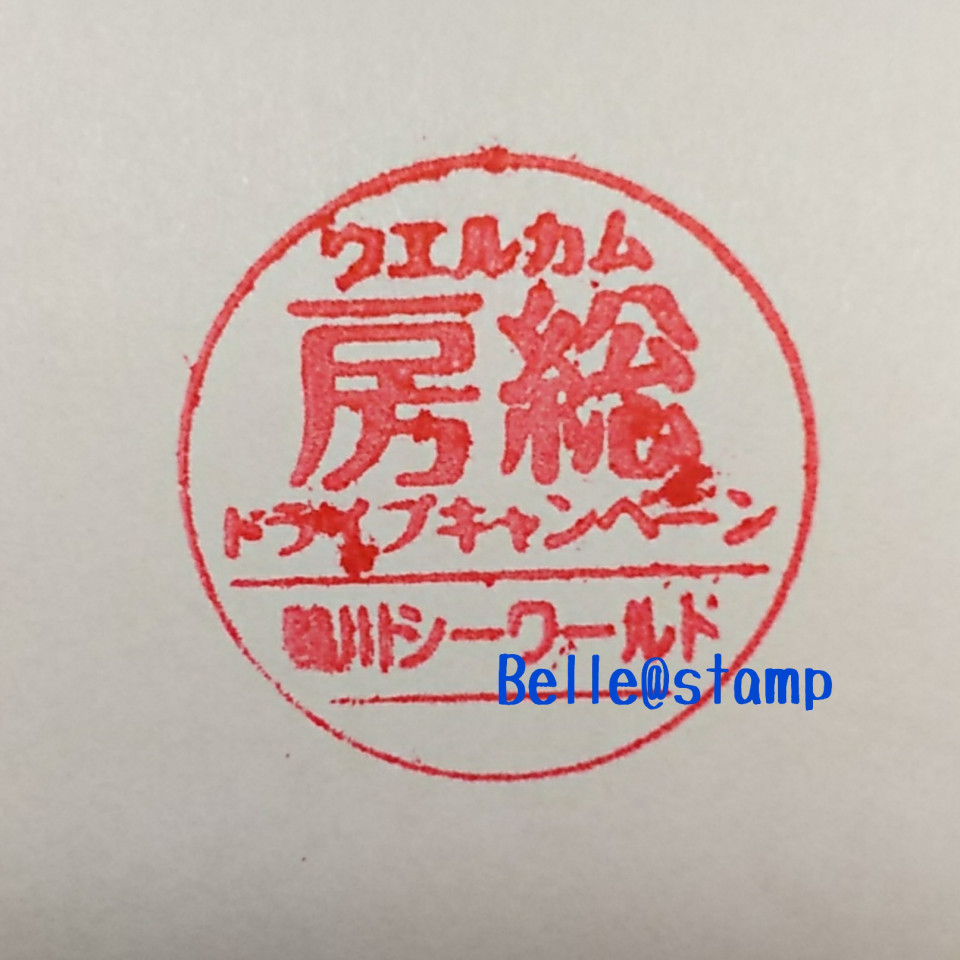 ウエルカム
房総
ドライブキャンペーン
鴨川シーワールド
Belle@stamp